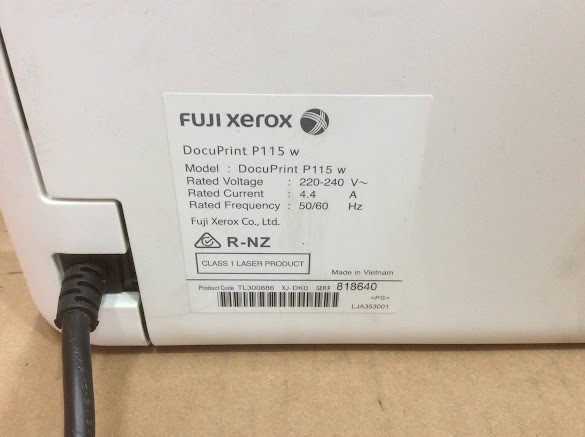 FUJI xerox
DocuPrint P115 w
Model : DocuPrint P115 w
Rated Voltage : 220-240 V~
Rated Current : 4.4 A
Rated Frequency : 50/60 Hz
Fuji Xerox Co., Ltd.
R-NZ
CLASS 1 LASER PRODUCT
Made in Vietnam
Product Code TL300886 XJ-DK0 SER# 818640
>PS<
LJA353001